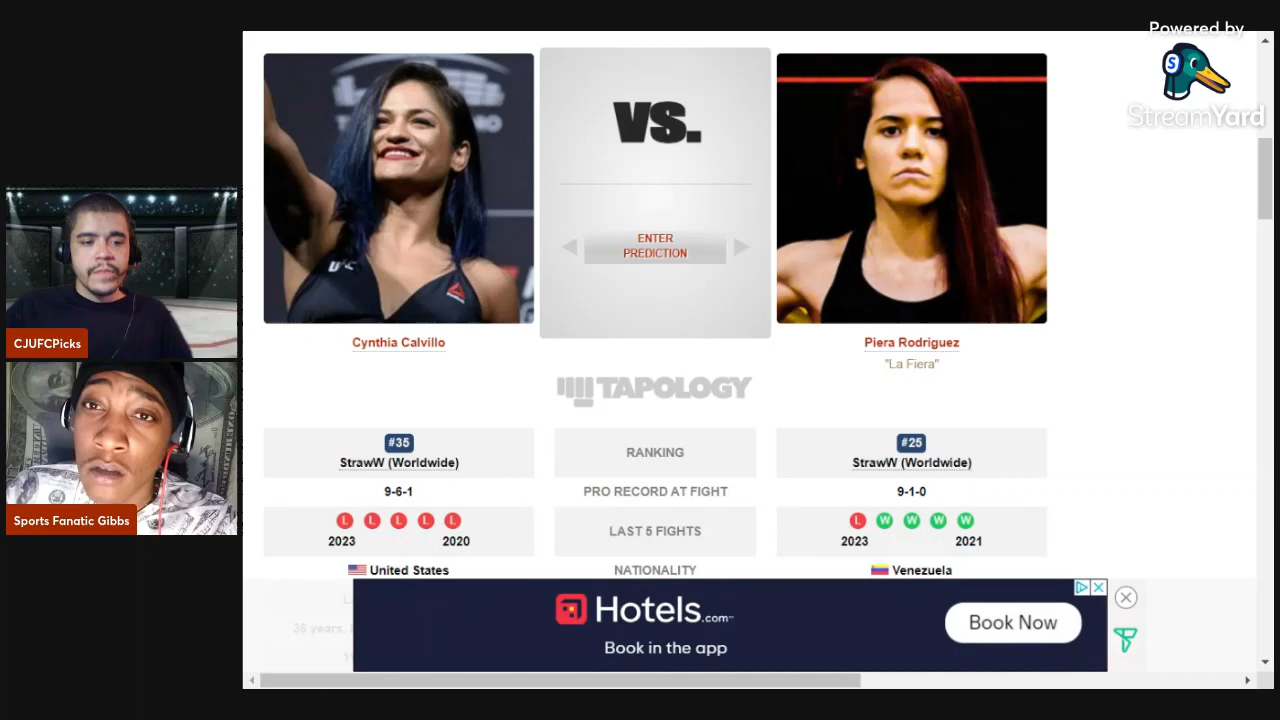 Powered by
StreamYard
VS.
ENTER
PREDICTION
CJUFCPicks
Sports Fanatic Gibbs
Cynthia Calvillo
Piera Rodriguez
"La Fiera"
TAPOLOGY
#35
StrawW (Worldwide)
RANKING
#25
StrawW (Worldwide)
9-6-1
PRO RECORD AT FIGHT
9-1-0
L L L L L
2023 2020
LAST 5 FIGHTS
L W W W W
2023 2021
United States
NATIONALITY
Venezuela
36 years,
Hotels.com
Book in the app
Book Now